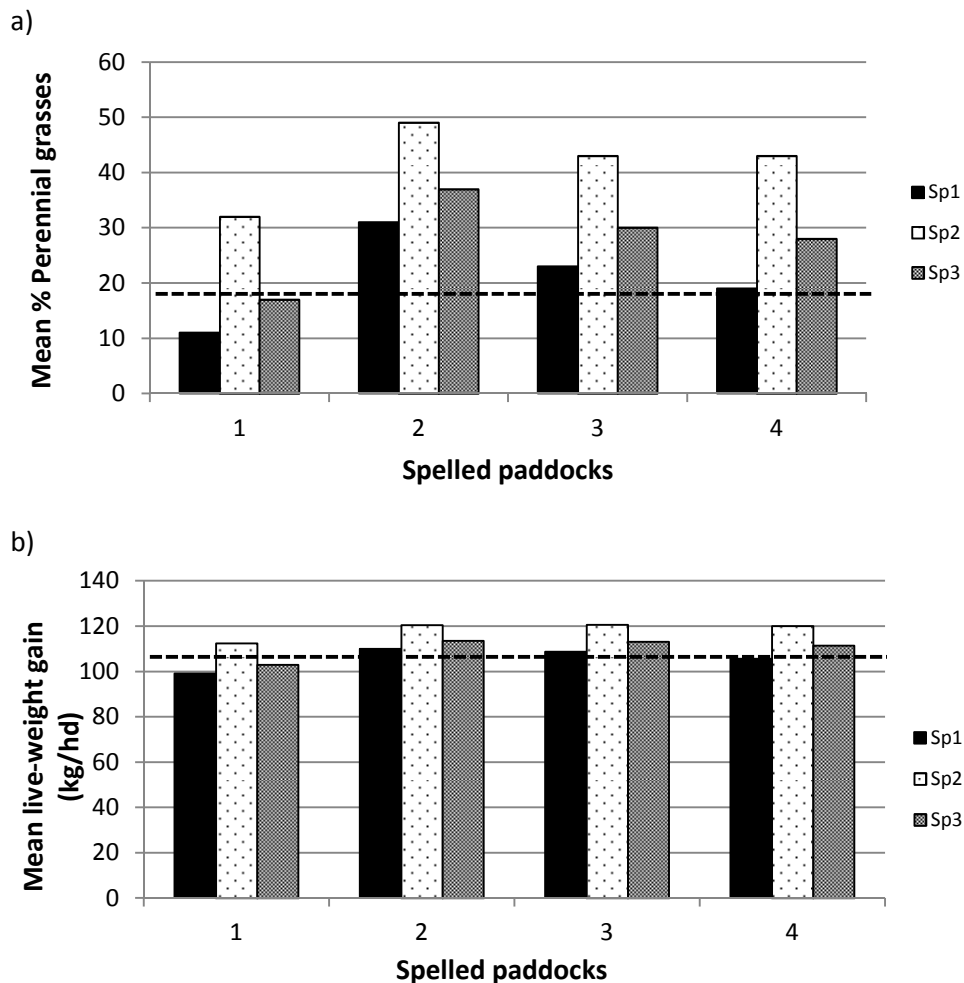 a)
60
50
40
30
20
10
0
Mean % Perennial grasses
1 2 3 4
Spelled paddocks
Sp1
Sp2
Sp3
b)
140
120
100
80
60
40
20
0
Mean live-weight gain
(kg/hd)
1 2 3 4
Spelled paddocks
Sp1
Sp2
Sp3